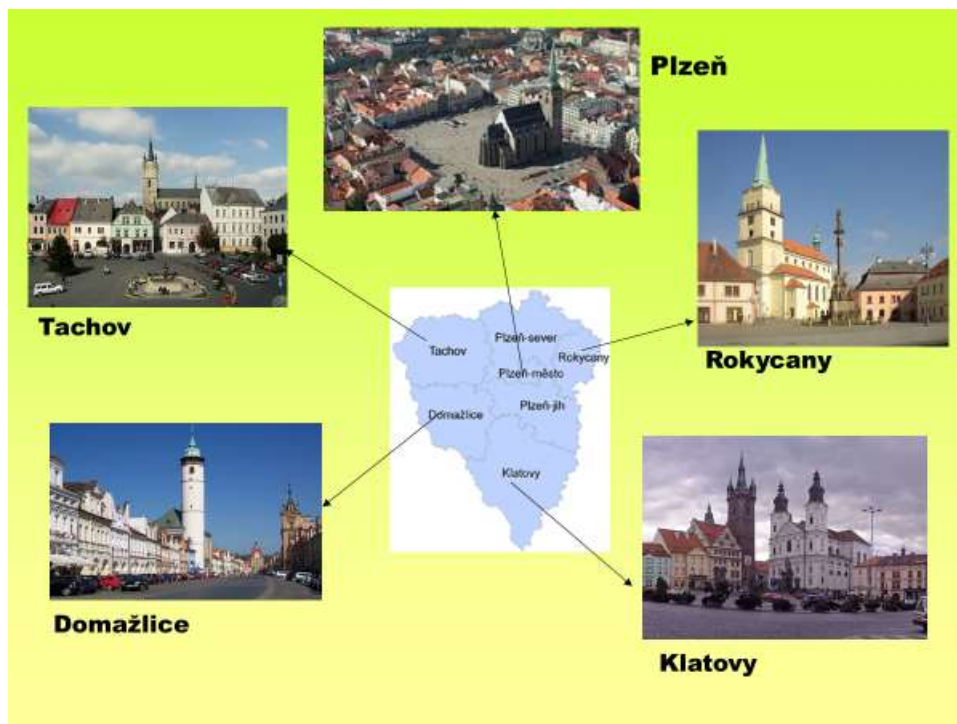 Plzeň
Tachov
Rokycany
Plzeň-sever
Tachov
Rokycany
Plzeň-město
Domažlice
Plzeň-jih
Klatovy
Domažlice
Klatovy